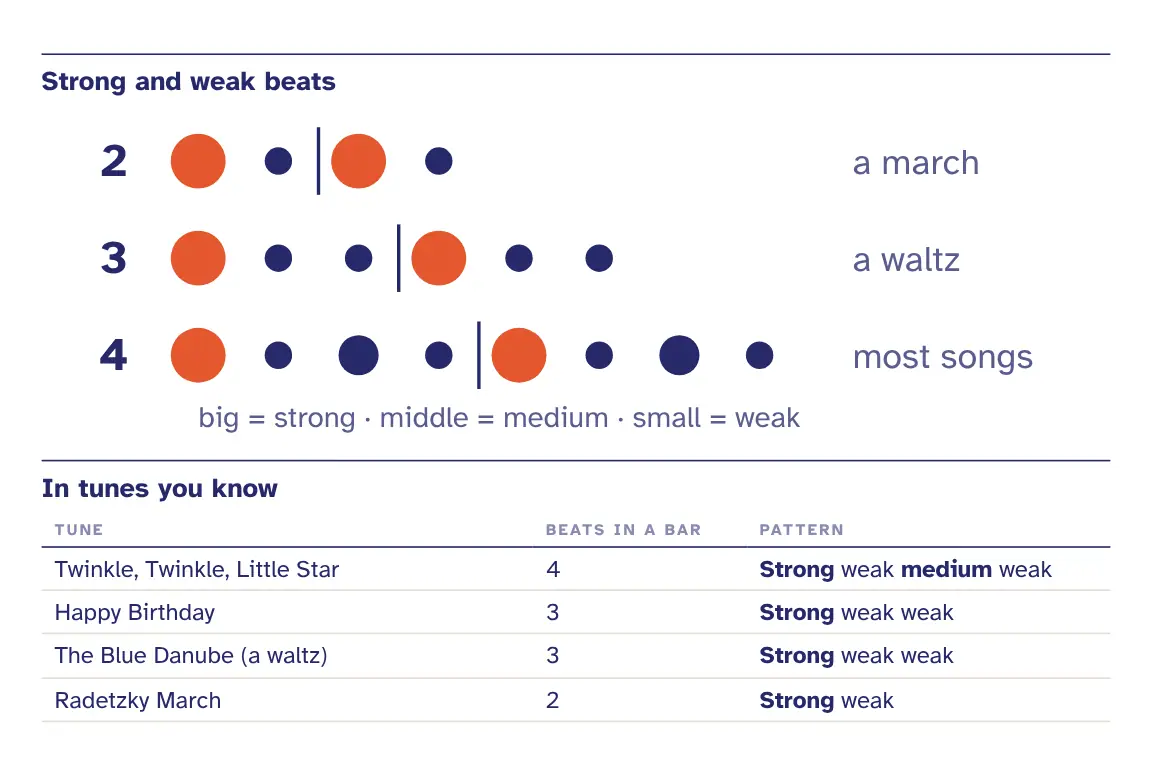 Strong and weak beats
2 a march
3 a waltz
4 most songs
big = strong · middle = medium · small = weak
In tunes you know
TUNE BEATS IN A BAR PATTERN
Twinkle, Twinkle, Little Star 4 Strong weak medium weak
Happy Birthday 3 Strong weak weak
The Blue Danube (a waltz) 3 Strong weak weak
Radetzky March 2 Strong weak